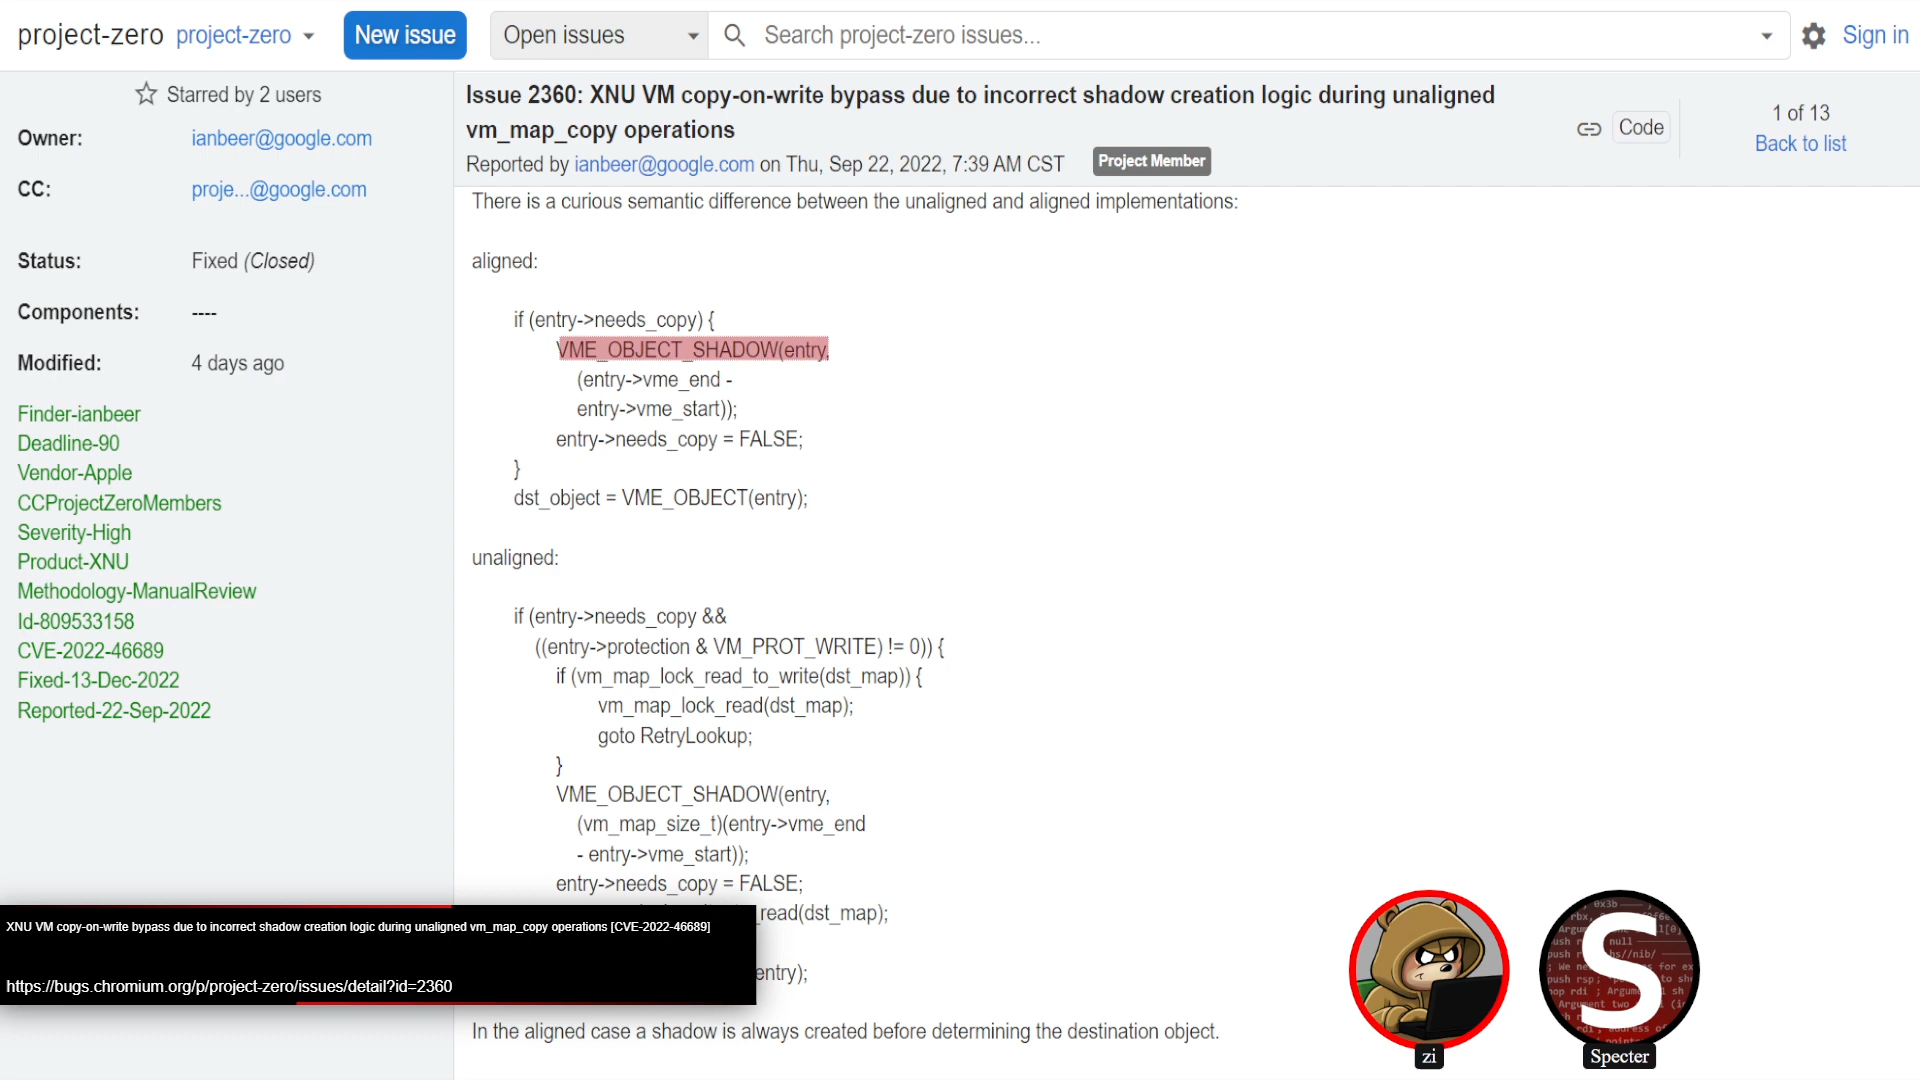 project-zero project-zero New issue Open issues Search project-zero issues... Sign in
Starred by 2 users
Owner: ianbeer@google.com
CC: proje...@google.com
Status: Fixed (Closed)
Components: ----
Modified: 4 days ago
Finder-ianbeer
Deadline-90
Vendor-Apple
CCProjectZeroMembers
Severity-High
Product-XNU
Methodology-ManualReview
Id-809533158
CVE-2022-46689
Fixed-13-Dec-2022
Reported-22-Sep-2022
Issue 2360: XNU VM copy-on-write bypass due to incorrect shadow creation logic during unaligned
vm_map_copy operations
Reported by ianbeer@google.com on Thu, Sep 22, 2022, 7:39 AM CST Project Member
Code
1 of 13
Back to list
There is a curious semantic difference between the unaligned and aligned implementations:
aligned:
if (entry->needs_copy) {
VME_OBJECT_SHADOW(entry,
(entry->vme_end -
entry->vme_start));
entry->needs_copy = FALSE;
}
dst_object = VME_OBJECT(entry);
unaligned:
if (entry->needs_copy &&
((entry->protection & VM_PROT_WRITE) != 0)) {
if (vm_map_lock_read_to_write(dst_map)) {
vm_map_lock_read(dst_map);
goto RetryLookup;
}
VME_OBJECT_SHADOW(entry,
(vm_map_size_t)(entry->vme_end
- entry->vme_start));
entry->needs_copy = FALSE;
_read(dst_map);
entry);
In the aligned case a shadow is always created before determining the destination object.
XNU VM copy-on-write bypass due to incorrect shadow creation logic during unaligned vm_map_copy operations [CVE-2022-46689]
https://bugs.chromium.org/p/project-zero/issues/detail?id=2360
zi
S
Specter